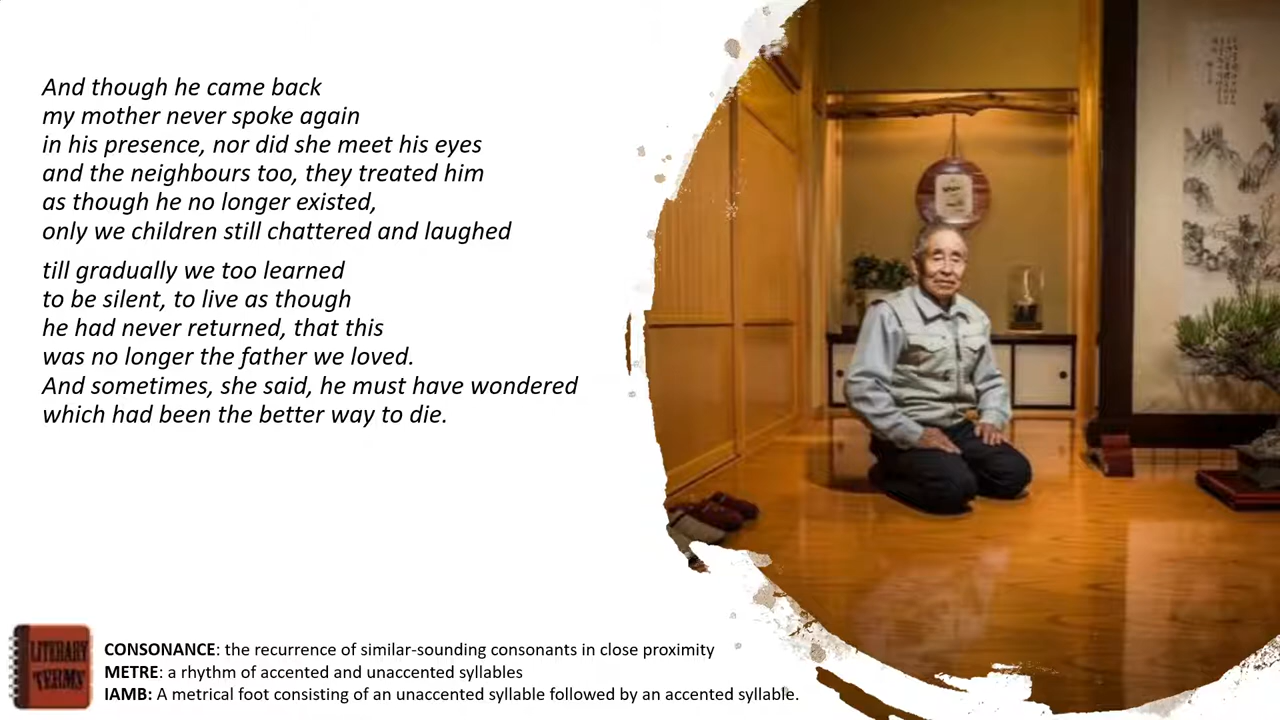 And though he came back
my mother never spoke again
in his presence, nor did she meet his eyes
and the neighbours too, they treated him
as though he no longer existed,
only we children still chattered and laughed
till gradually we too learned
to be silent, to live as though
he had never returned, that this
was no longer the father we loved.
And sometimes, she said, he must have wondered
which had been the better way to die.
LITERARY
TERMS
CONSONANCE: the recurrence of similar-sounding consonants in close proximity
METRE: a rhythm of accented and unaccented syllables
IAMB: A metrical foot consisting of an unaccented syllable followed by an accented syllable.